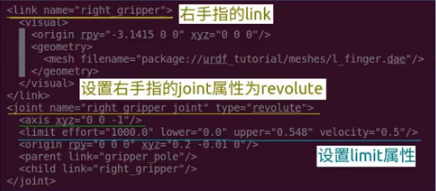 <link name="right_gripper"> 右手指的link
<visual>
<origin rpy="-3.1415 0 0" xyz="0 0 0"/>
<geometry>
<mesh filename="package://urdf_tutorial/meshes/l_finger.dae"/>
</geometry>
</visual>
</link> 设置右手指的joint属性为revolute
<joint name="right_gripper_joint" type="revolute">
<axis xyz="0 0 -1"/>
<limit effort="1000.0" lower="0.0" upper="0.548" velocity="0.5"/>
<origin rpy="0 0 0" xyz="0.2 -0.01 0"/>
<parent link="gripper_pole"/> 设置limit属性
<child link="right_gripper"/>
</joint>